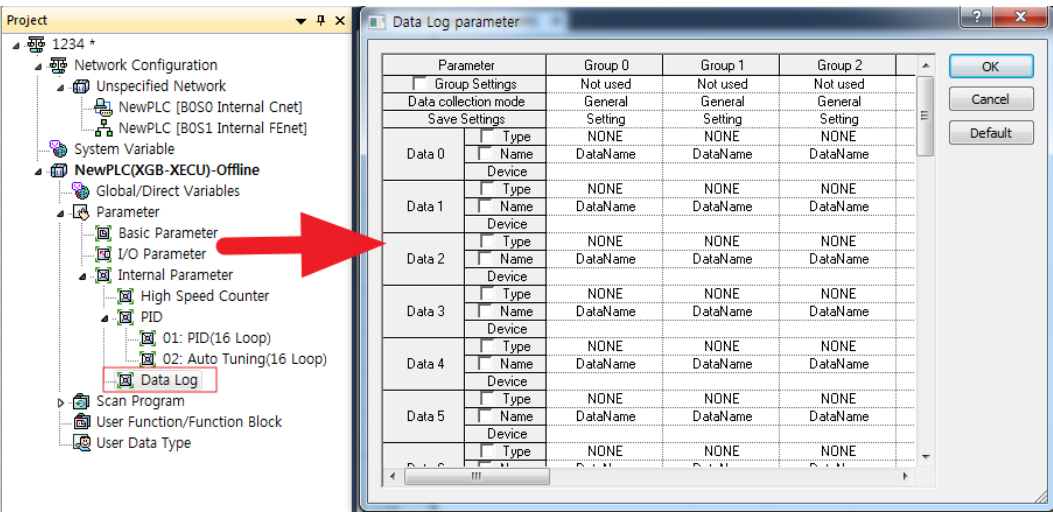 Project
1234 *
Network Configuration
Unspecified Network
NewPLC [B0S0 Internal Cnet]
NewPLC [B0S1 Internal FEnet]
System Variable
NewPLC(XGB-XECU)-Offline
Global/Direct Variables
Parameter
Basic Parameter
I/O Parameter
Internal Parameter
High Speed Counter
PID
01: PID(16 Loop)
02: Auto Tuning(16 Loop)
Data Log
Scan Program
User Function/Function Block
User Data Type
Data Log parameter
Parameter Group 0 Group 1 Group 2
Group Settings Not used Not used Not used
Data collection mode General General General
Save Settings Setting Setting Setting
Data 0 Type NONE NONE NONE
Name DataName DataName DataName
Device
Data 1 Type NONE NONE NONE
Name DataName DataName DataName
Device
Data 2 Type NONE NONE NONE
Name DataName DataName DataName
Device
Data 3 Type NONE NONE NONE
Name DataName DataName DataName
Device
Data 4 Type NONE NONE NONE
Name DataName DataName DataName
Device
Data 5 Type NONE NONE NONE
Name DataName DataName DataName
Device
Type NONE NONE NONE
OK
Cancel
Default